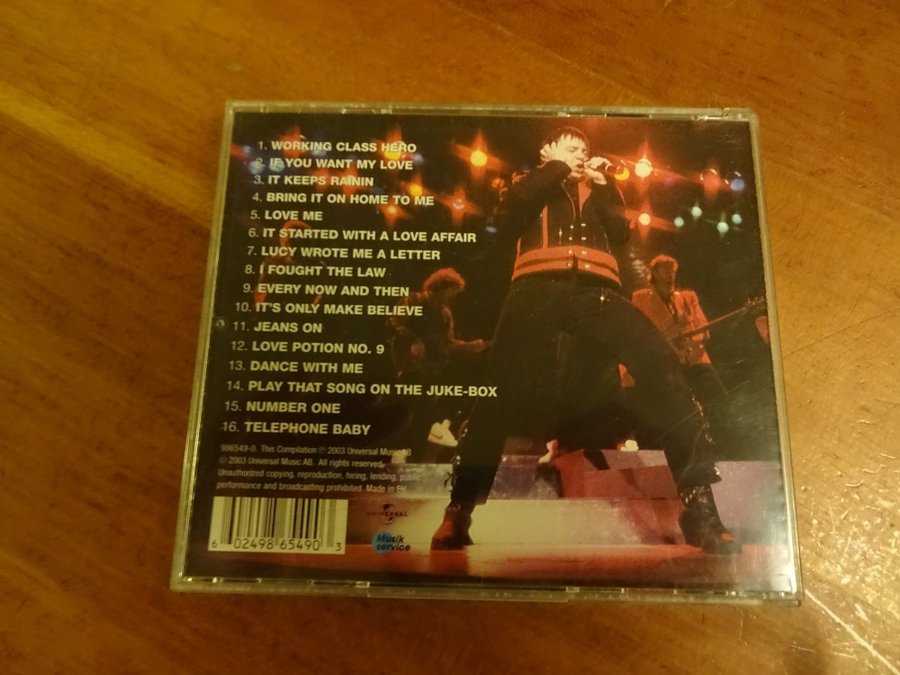 1. WORKING CLASS HERO
2. IF YOU WANT MY LOVE
3. IT KEEPS RAININ
4. BRING IT ON HOME TO ME
5. LOVE ME
6. IT STARTED WITH A LOVE AFFAIR
7. LUCY WROTE ME A LETTER
8. I FOUGHT THE LAW
9. EVERY NOW AND THEN
10. IT'S ONLY MAKE BELIEVE
11. JEANS ON
12. LOVE POTION NO. 9
13. DANCE WITH ME
14. PLAY THAT SONG ON THE JUKE-BOX
15. NUMBER ONE
16. TELEPHONE BABY
986549-0. This Compilation ℗ 2003 Universal Music AB
© 2003 Universal Music AB. All rights reserved.
Unauthorized copying, reproduction, hiring, lending, public
performance and broadcasting prohibited. Made in EU
UNIVERSAL
Musik
service
6 02498 65490 3